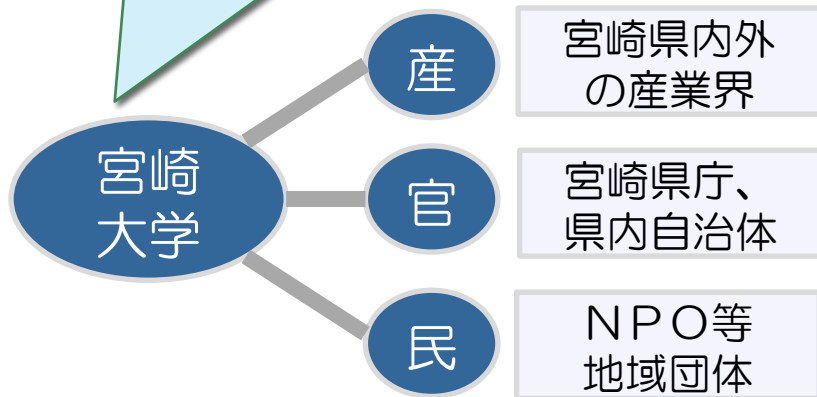 宮崎
大学
産
宮崎県内外
の産業界
官
宮崎県庁、
県内自治体
民
ＮＰＯ等
地域団体